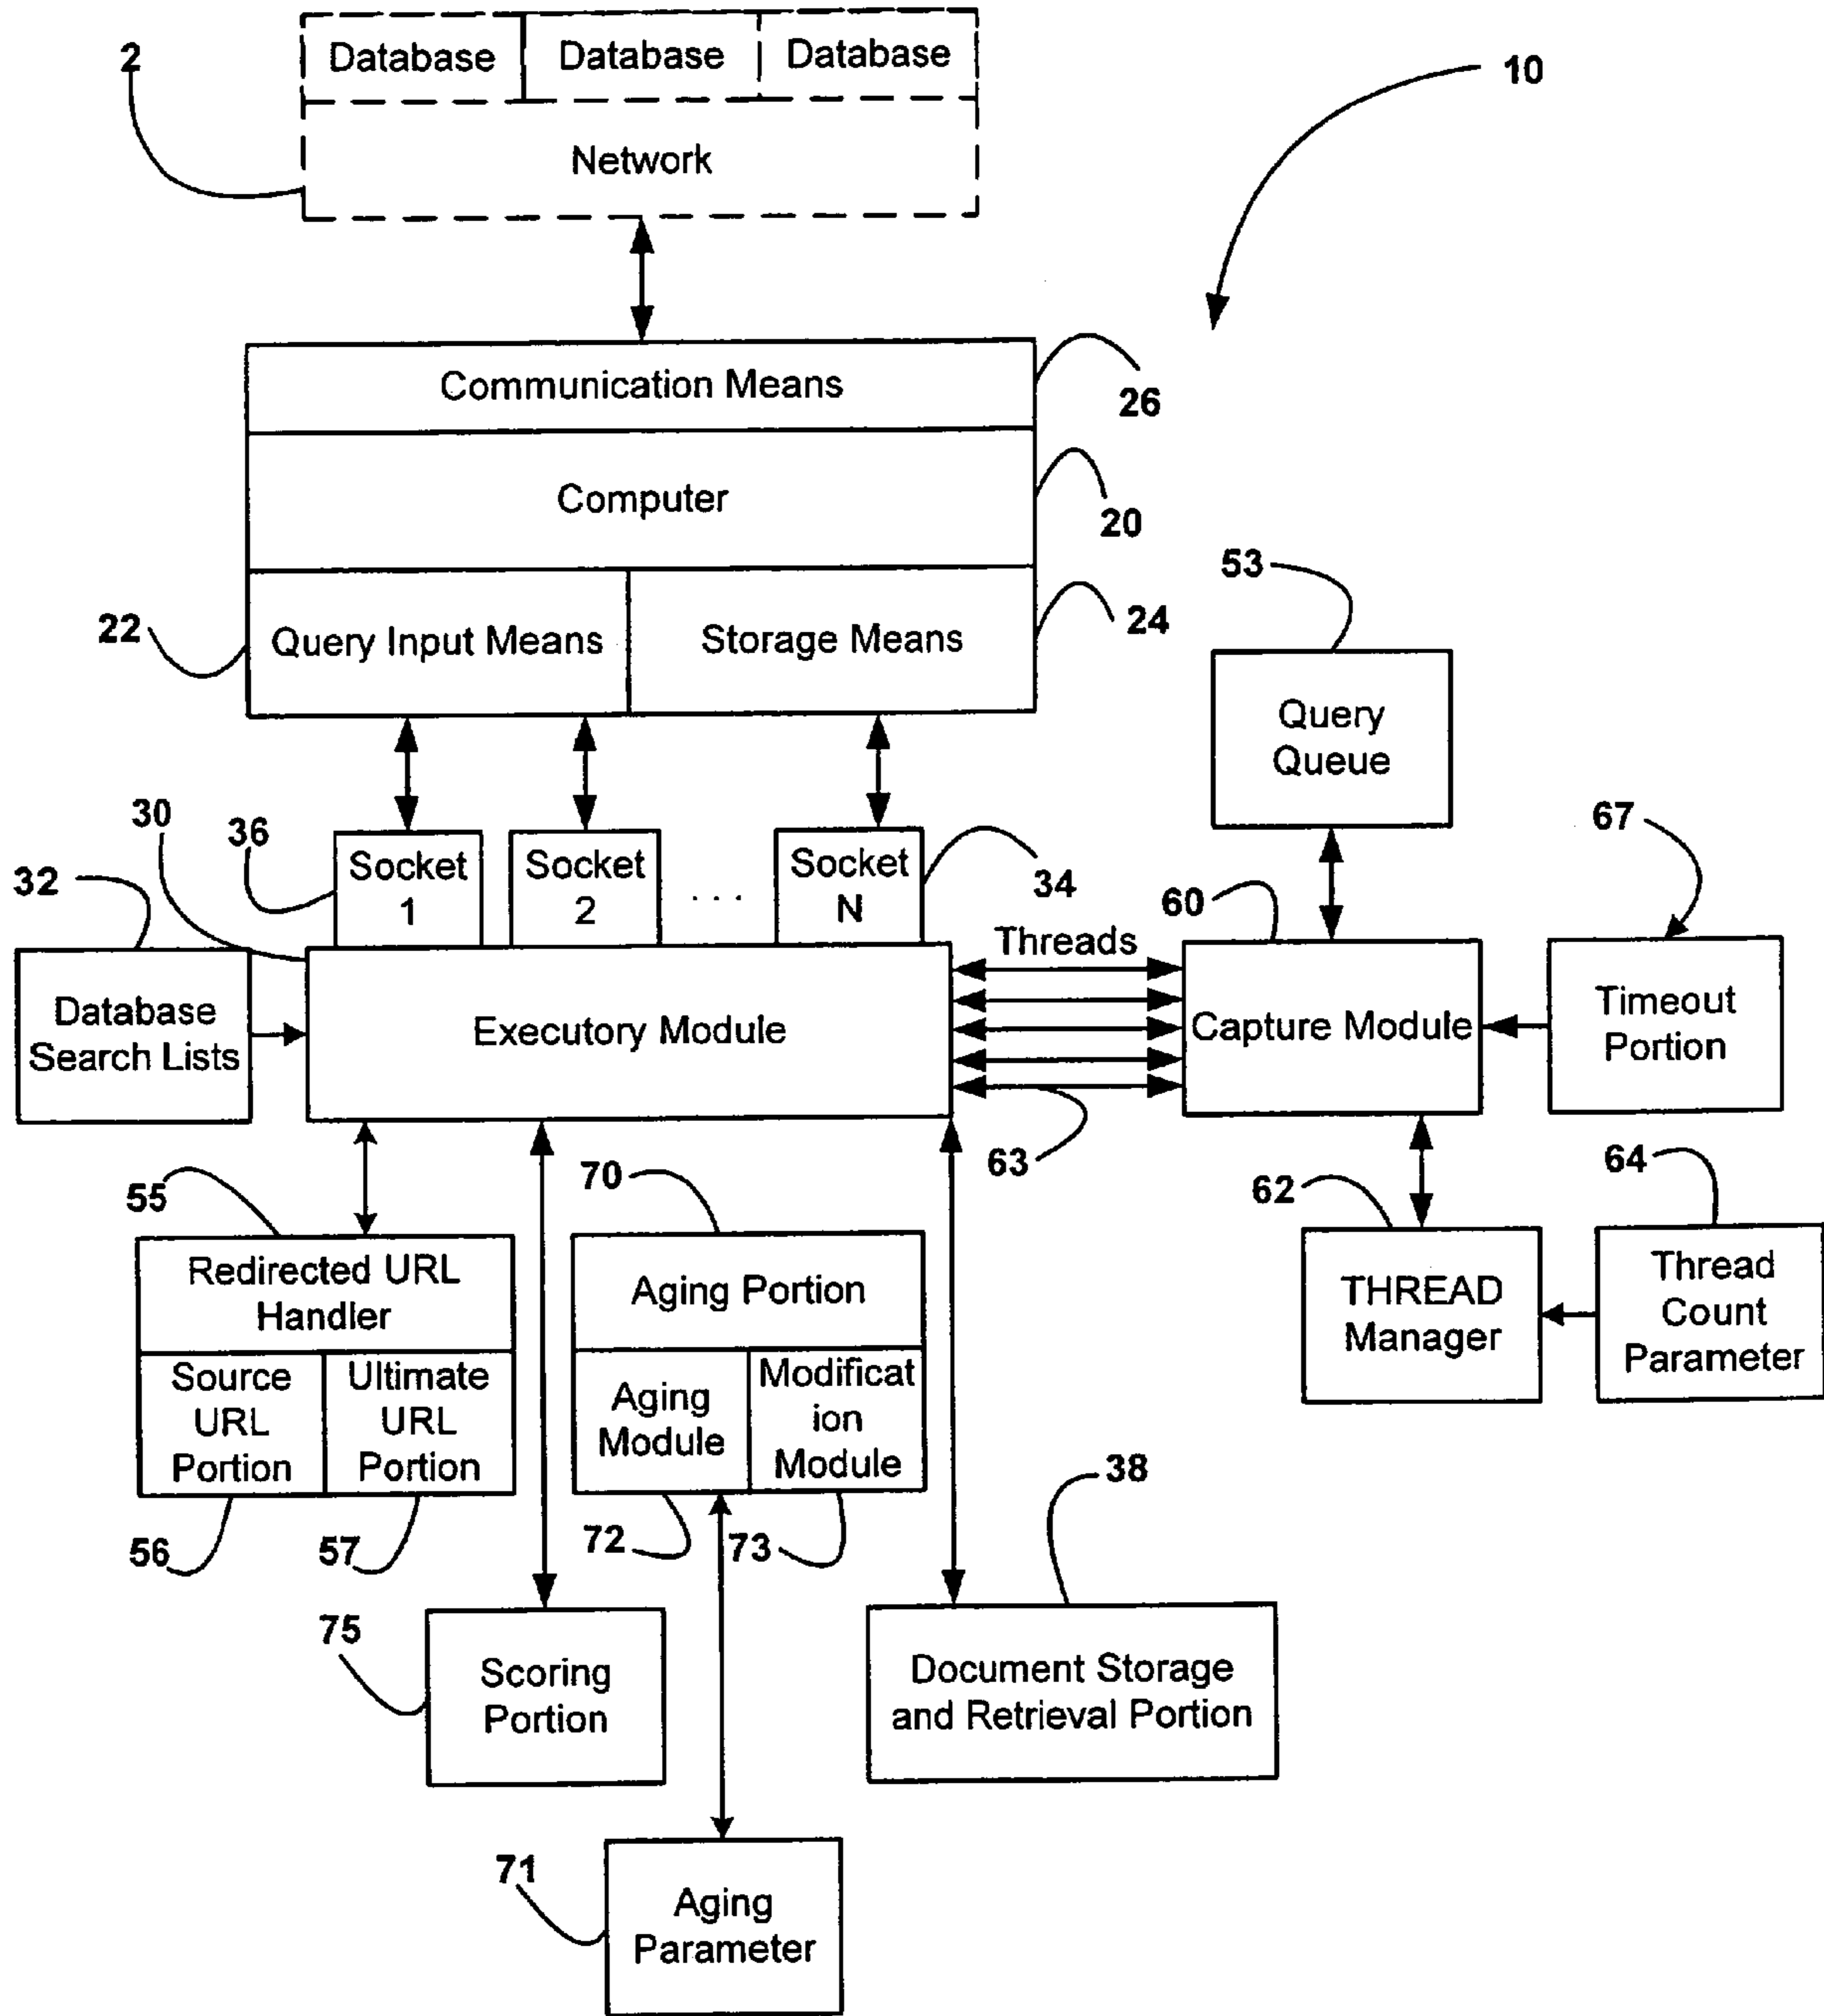 2
Database
Database
Database
10
Network
Communication Means
26
Computer
20
53
22
Query Input Means
Storage Means
24
Query
Queue
30
36
67
32
Socket
1
Socket
2
. . .
Socket
N
34
60
Threads
Database
Search Lists
Executory Module
Capture Module
Timeout
Portion
63
55
70
62
64
Redirected URL
Handler
Aging Portion
THREAD
Manager
Thread
Count
Parameter
Source
URL
Portion
Ultimate
URL
Portion
Aging
Module
Modificat
ion
Module
38
56
57
72
73
75
Scoring
Portion
Document Storage
and Retrieval Portion
71
Aging
Parameter